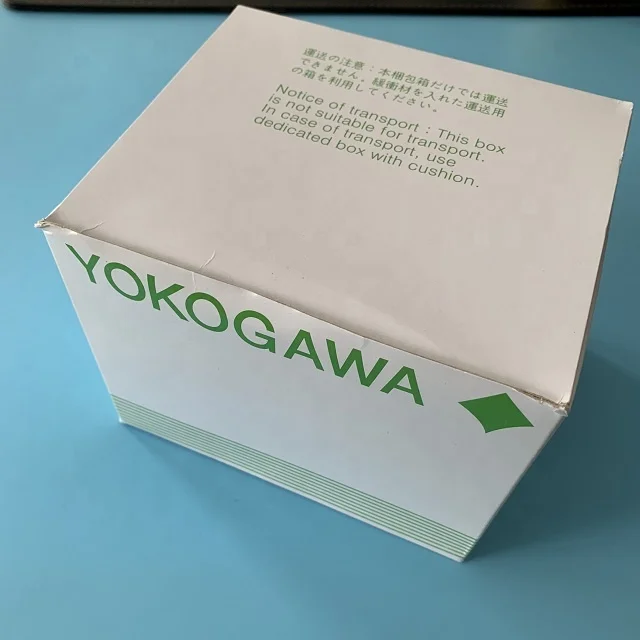 運送の注意：本梱包箱だけでは運送
できません。緩衝材を入れた運送用
の箱を利用してください。
Notice of transport : This box
is not suitable for transport.
In case of transport, use
dedicated box with cushion.
YOKOGAWA